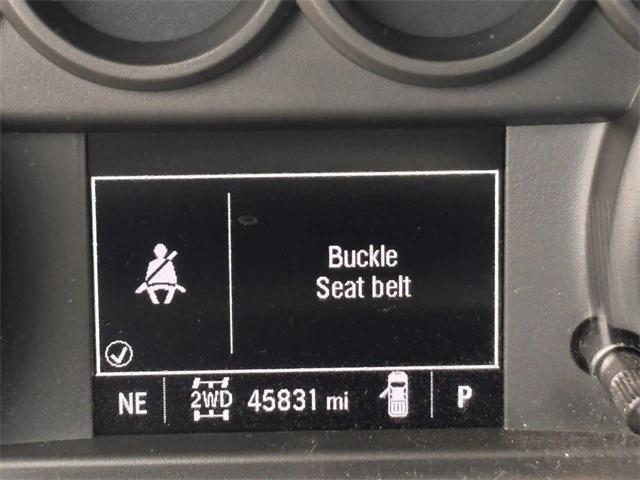 Buckle
Seat belt
NE 2WD 45831 mi P